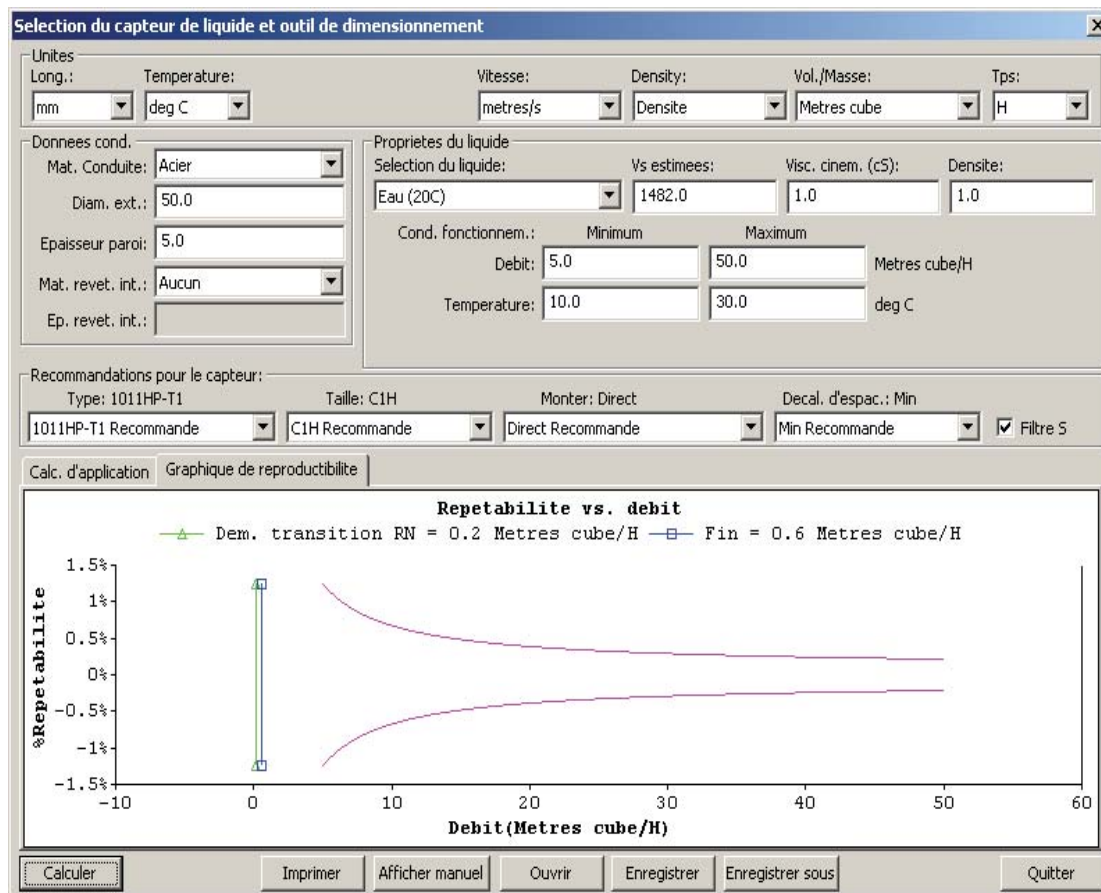 Selection du capteur de liquide et outil de dimensionnement
Unites
Long.: Temperature: Vitesse: Density: Vol./Masse: Tps:
mm deg C metres/s Densite Metres cube H
Donnees cond.
Mat. Conduite: Acier
Diam. ext.: 50.0
Epaisseur paroi: 5.0
Mat. revet. int.: Aucun
Ep. revet. int.:
Proprietes du liquide
Selection du liquide: Vs estimees: Visc. cinem. (cS): Densite:
Eau (20C) 1482.0 1.0 1.0
Cond. fonctionnem.: Minimum Maximum
Debit: 5.0 50.0 Metres cube/H
Temperature: 10.0 30.0 deg C
Recommandations pour le capteur:
Type: 1011HP-T1 Taille: C1H Monter: Direct Decal. d'espac.: Min
1011HP-T1 Recommande C1H Recommande Direct Recommande Min Recommande Filtre S
Calc. d'application Graphique de reproductibilite
Repetabilite vs. debit
Dem. transition RN = 0.2 Metres cube/H Fin = 0.6 Metres cube/H
%Repetabilite
1.5%
1%
0.5%
0%
-0.5%
-1%
-1.5%
-10 0 10 20 30 40 50 60
Debit(Metres cube/H)
Calculer Imprimer Afficher manuel Ouvrir Enregistrer Enregistrer sous Quitter